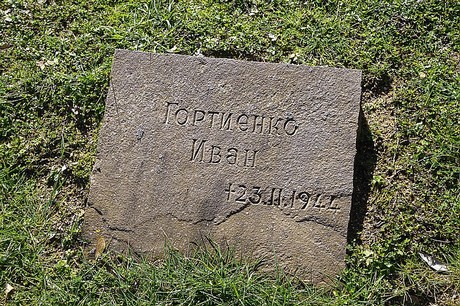 Гортиенко
Иван
†23.11.1944